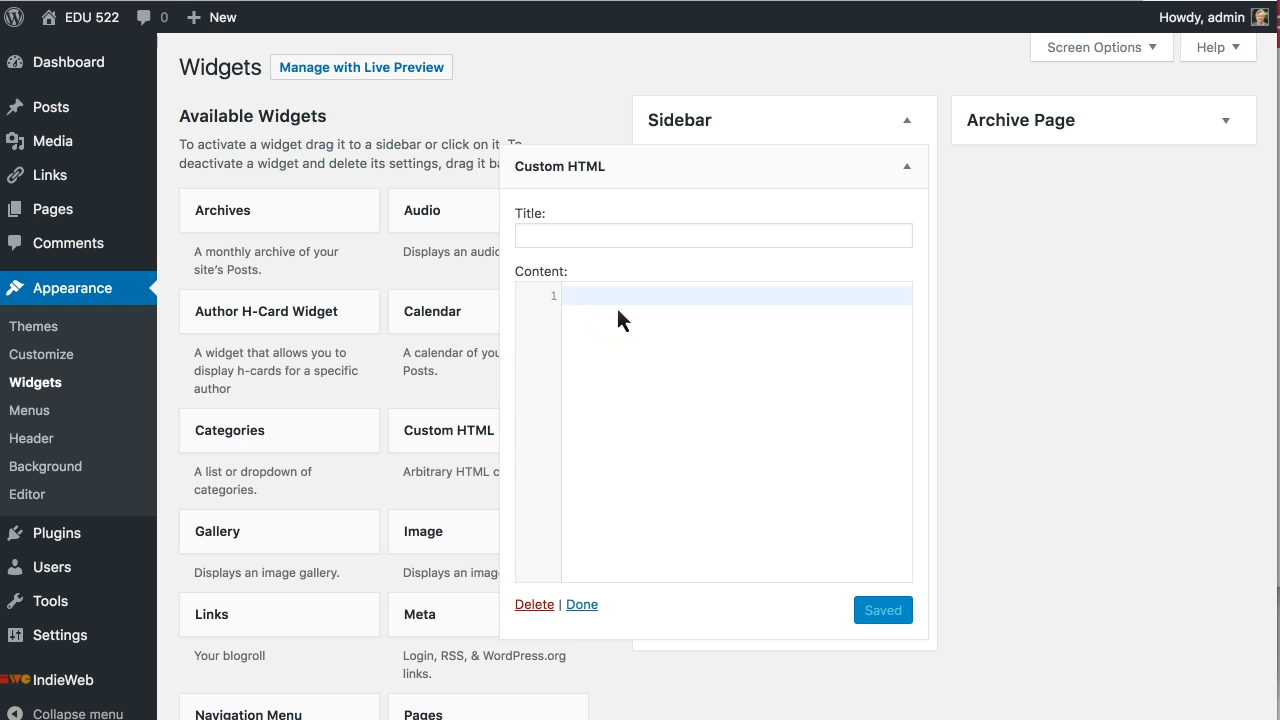 EDU 522 0 New Howdy, admin
Screen Options Help
Dashboard
Posts
Media
Links
Pages
Comments
Appearance
Themes
Customize
Widgets
Menus
Header
Background
Editor
Plugins
Users
Tools
Settings
IndieWeb
Collapse menu
Widgets Manage with Live Preview
Available Widgets
To activate a widget drag it to a sidebar or click on it. To
deactivate a widget and delete its settings, drag it
Archives
A monthly archive of your
site's Posts.
Audio
Displays an
Author H-Card Widget
A widget that allows you to
display h-cards for a specific
author
Calendar
A calendar of
Posts.
Categories
A list or dropdown of
categories.
Custom HTML
Arbitrary HTML
Gallery
Displays an image gallery.
Image
Displays an
Links
Your blogroll
Meta
Login, RSS, & WordPress.org
links.
Navigation Menu
Pages
Sidebar
Custom HTML
Title:
Content:
1
Delete | Done
Saved
Archive Page